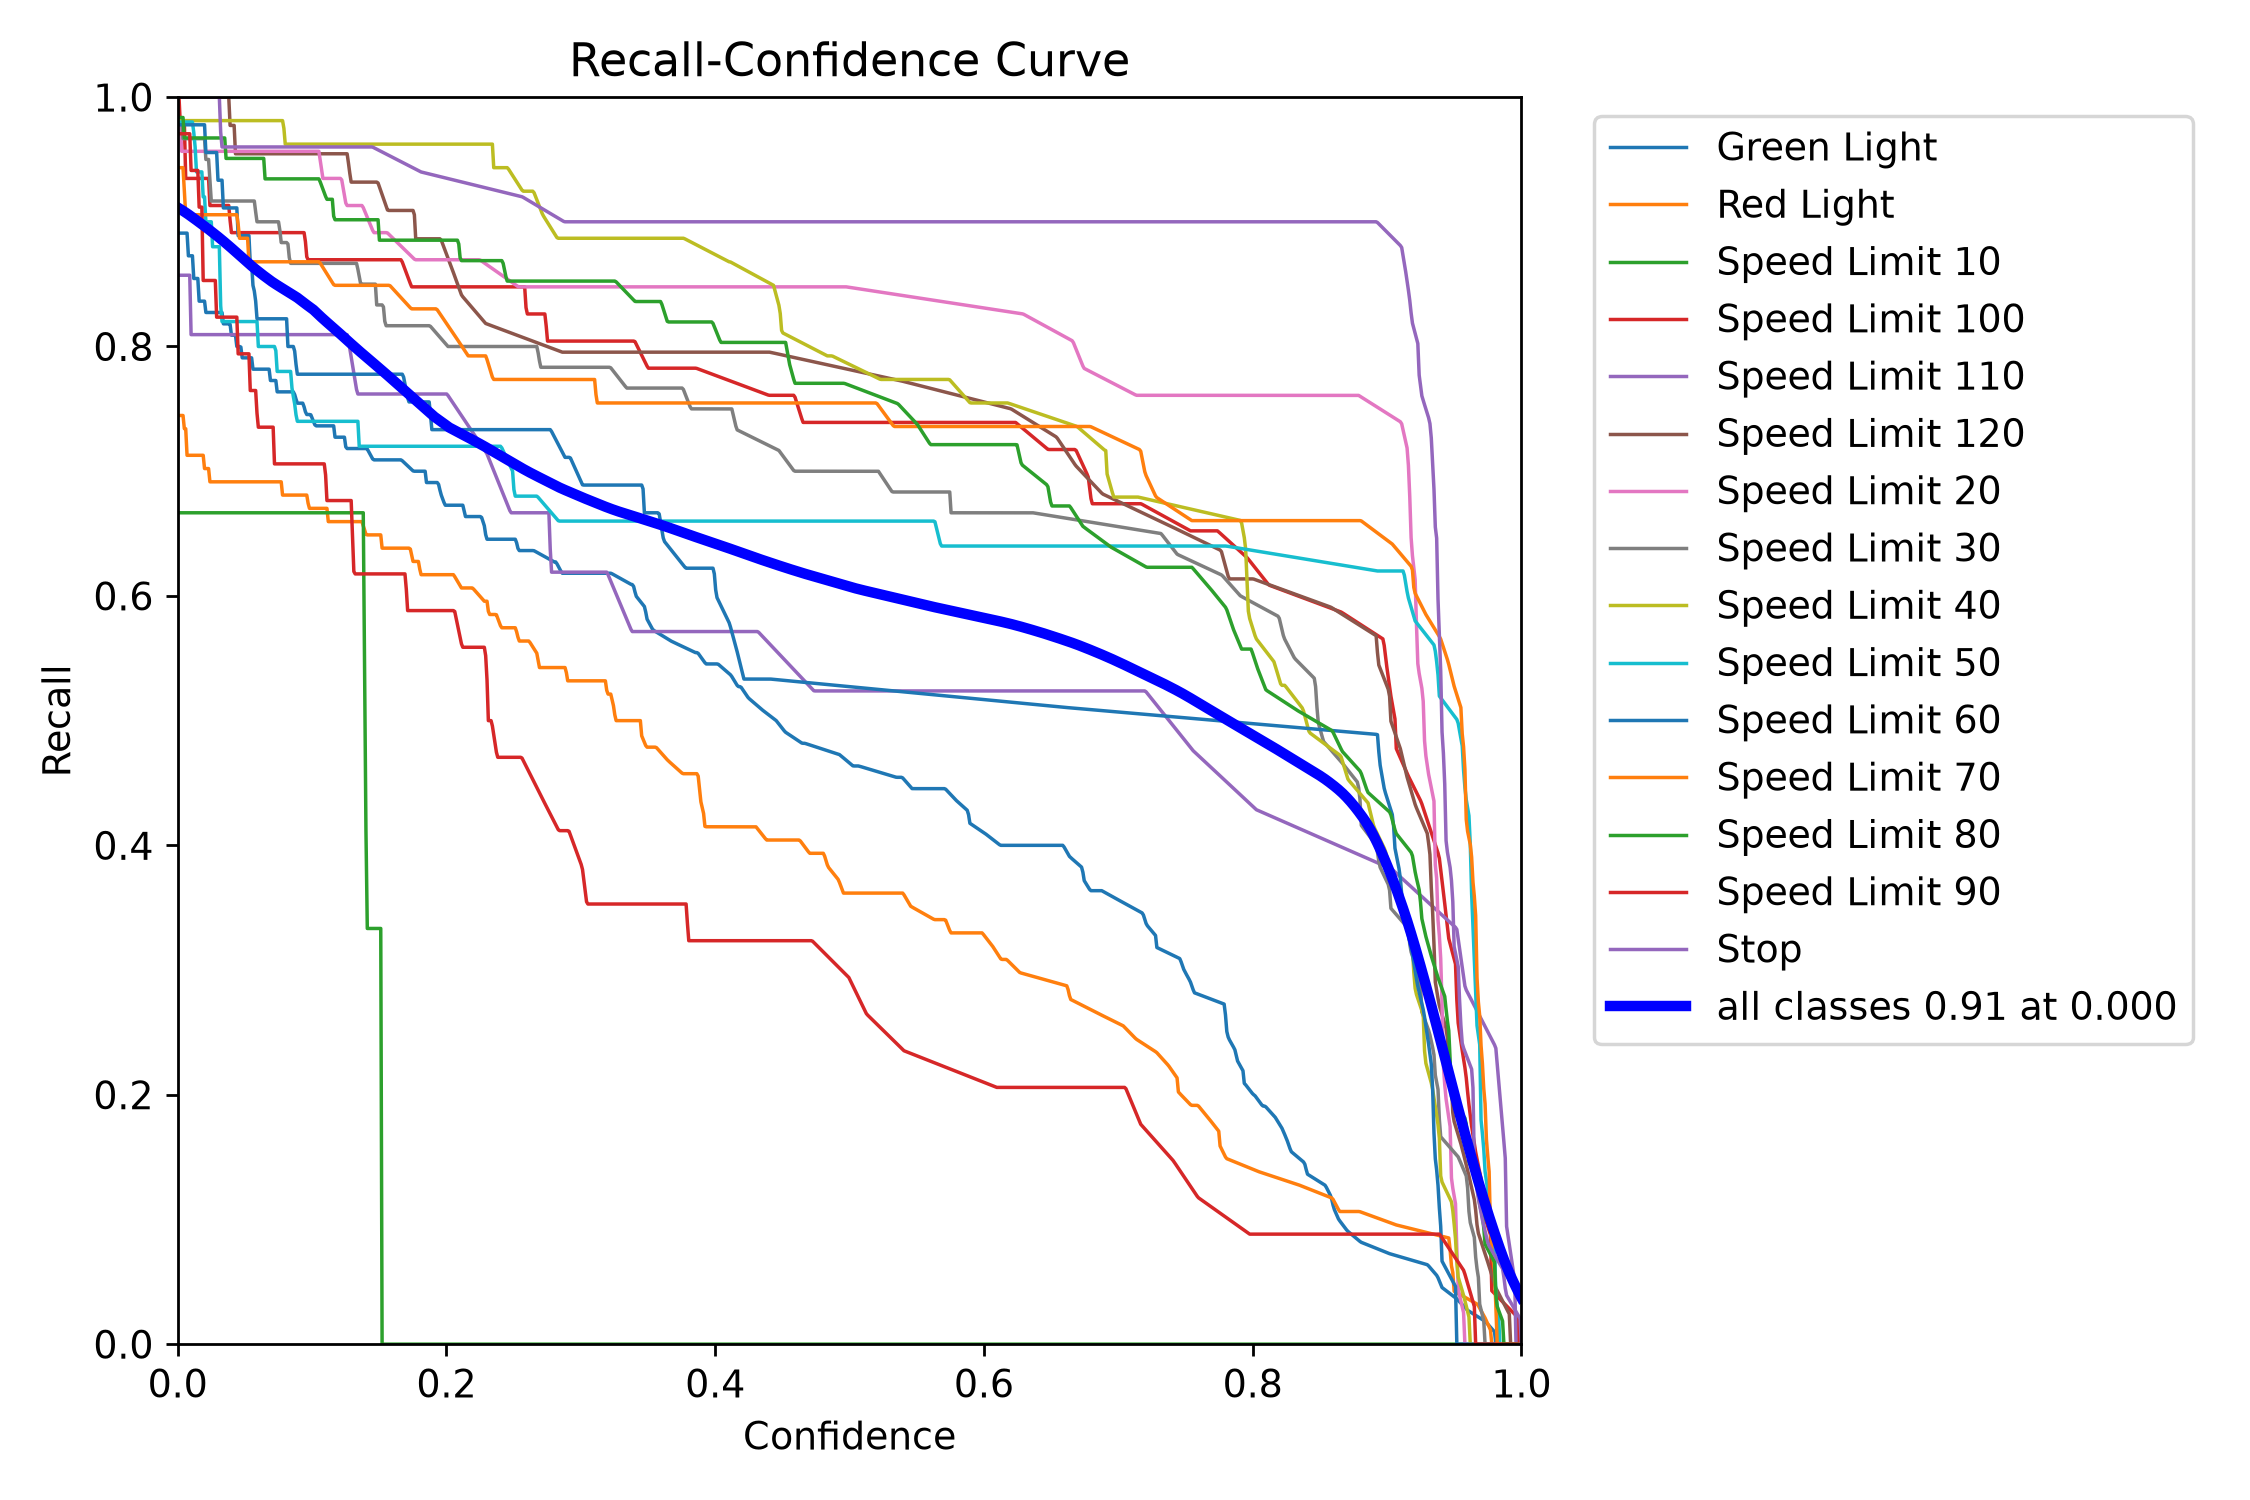 Recall-Confidence Curve
1.0
0.8
0.6
0.4
0.2
0.0
Recall
0.0 0.2 0.4 0.6 0.8 1.0
Confidence
Green Light
Red Light
Speed Limit 10
Speed Limit 100
Speed Limit 110
Speed Limit 120
Speed Limit 20
Speed Limit 30
Speed Limit 40
Speed Limit 50
Speed Limit 60
Speed Limit 70
Speed Limit 80
Speed Limit 90
Stop
all classes 0.91 at 0.000